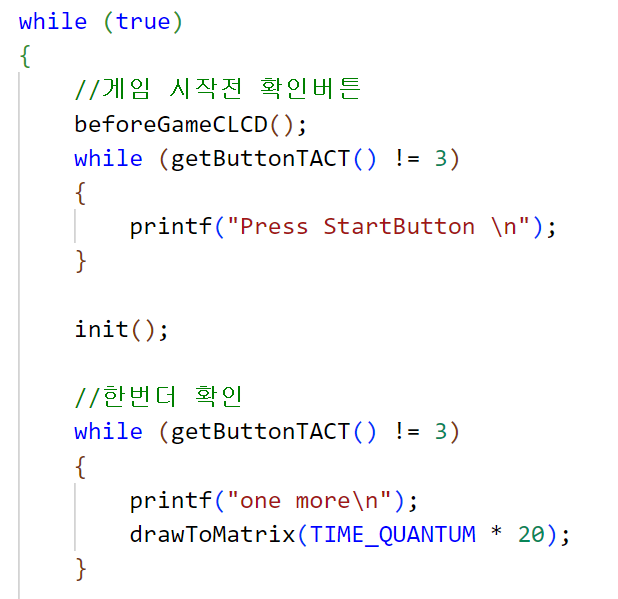 while (true)
{
//게임 시작전 확인버튼
beforeGameCLCD();
while (getButtonTACT() != 3)
{
printf("Press StartButton \n");
}
init();
//한번더 확인
while (getButtonTACT() != 3)
{
printf("one more\n");
drawToMatrix(TIME_QUANTUM * 20);
}